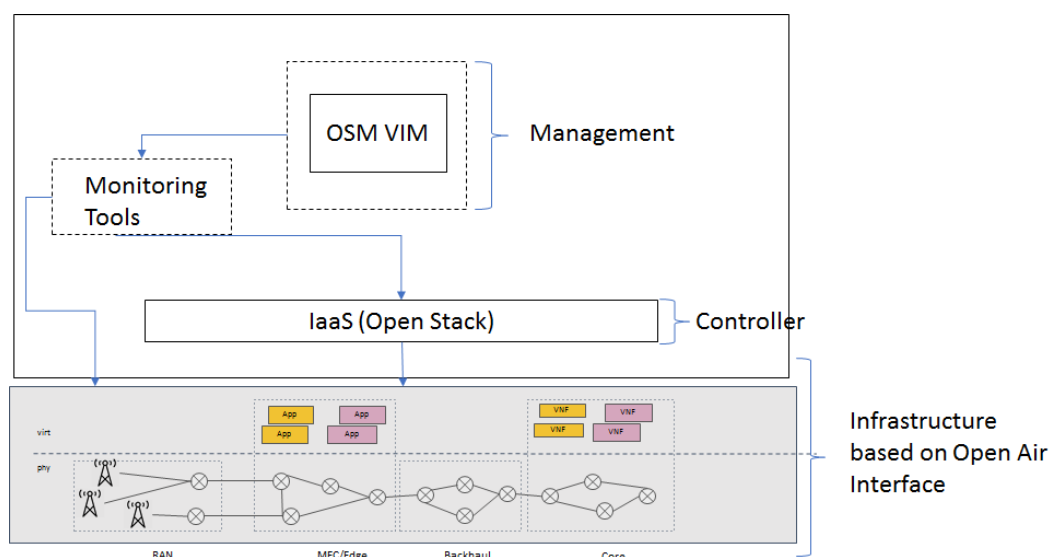 OSM VIM
Management
Monitoring
Tools
IaaS (Open Stack)
Controller
App
App
App
App
VNF
VNF
VNF
VNF
virt
phy
Infrastructure
based on Open Air
Interface
RAN
MEC/Edge
Backhaul
Core